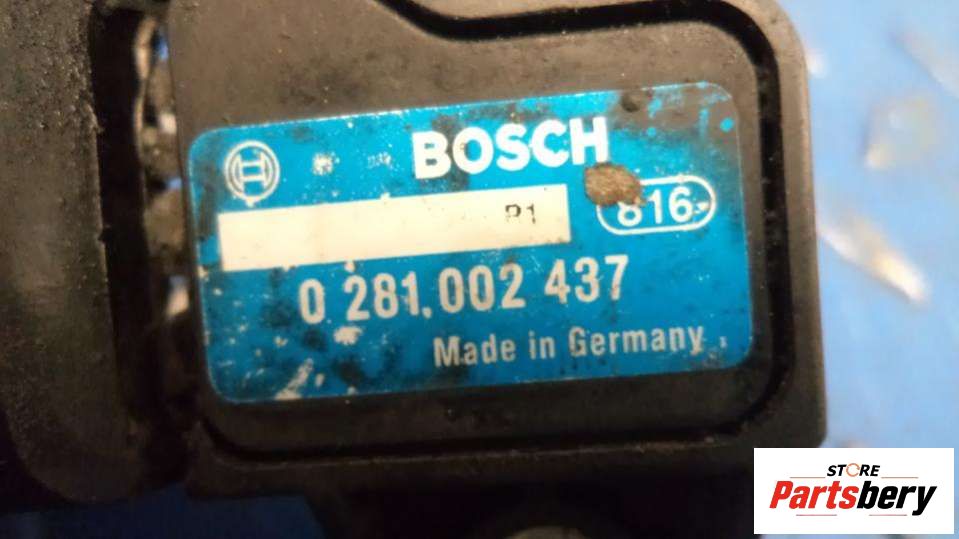 BOSCH
P1
816
0 281 002 437
Made in Germany
STORE
Partsbery